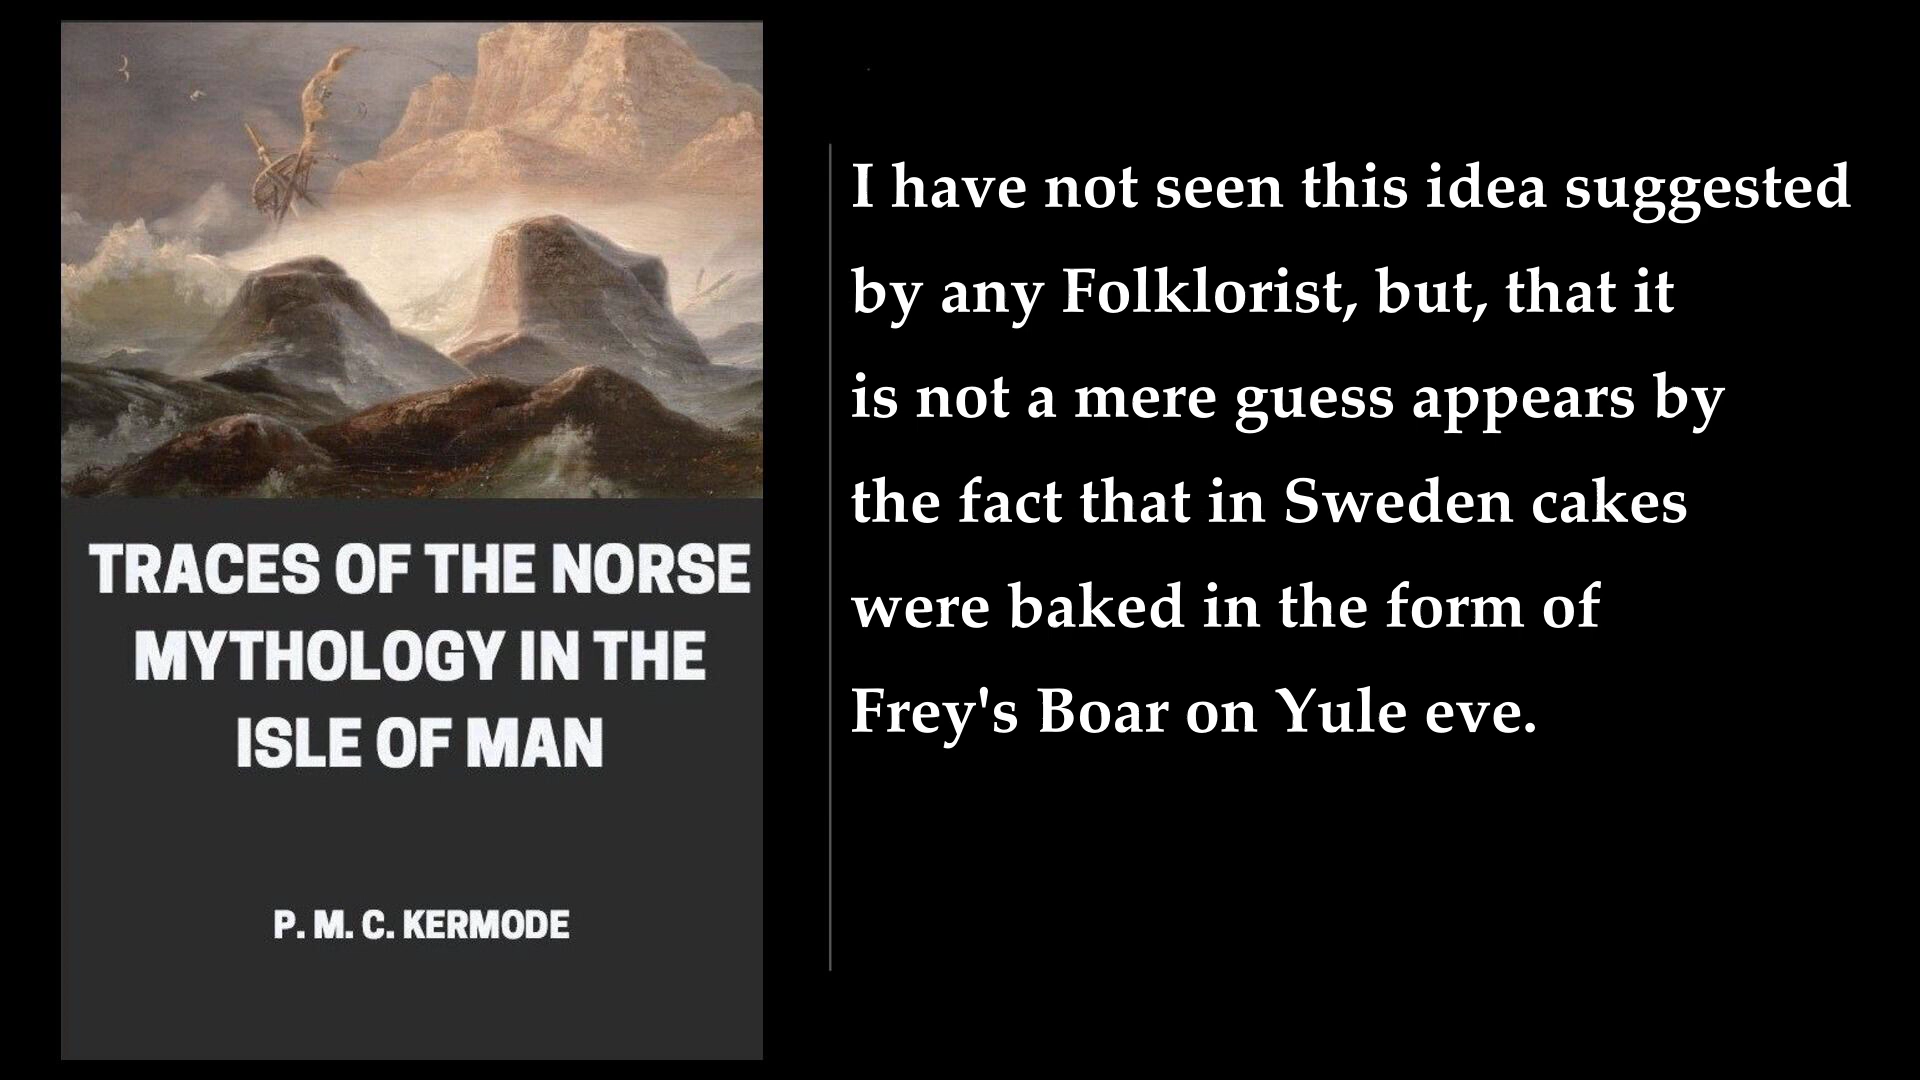 TRACES OF THE NORSE
MYTHOLOGY IN THE
ISLE OF MAN
P. M. C. KERMODE
I have not seen this idea suggested
by any Folklorist, but, that it
is not a mere guess appears by
the fact that in Sweden cakes
were baked in the form of
Frey's Boar on Yule eve.